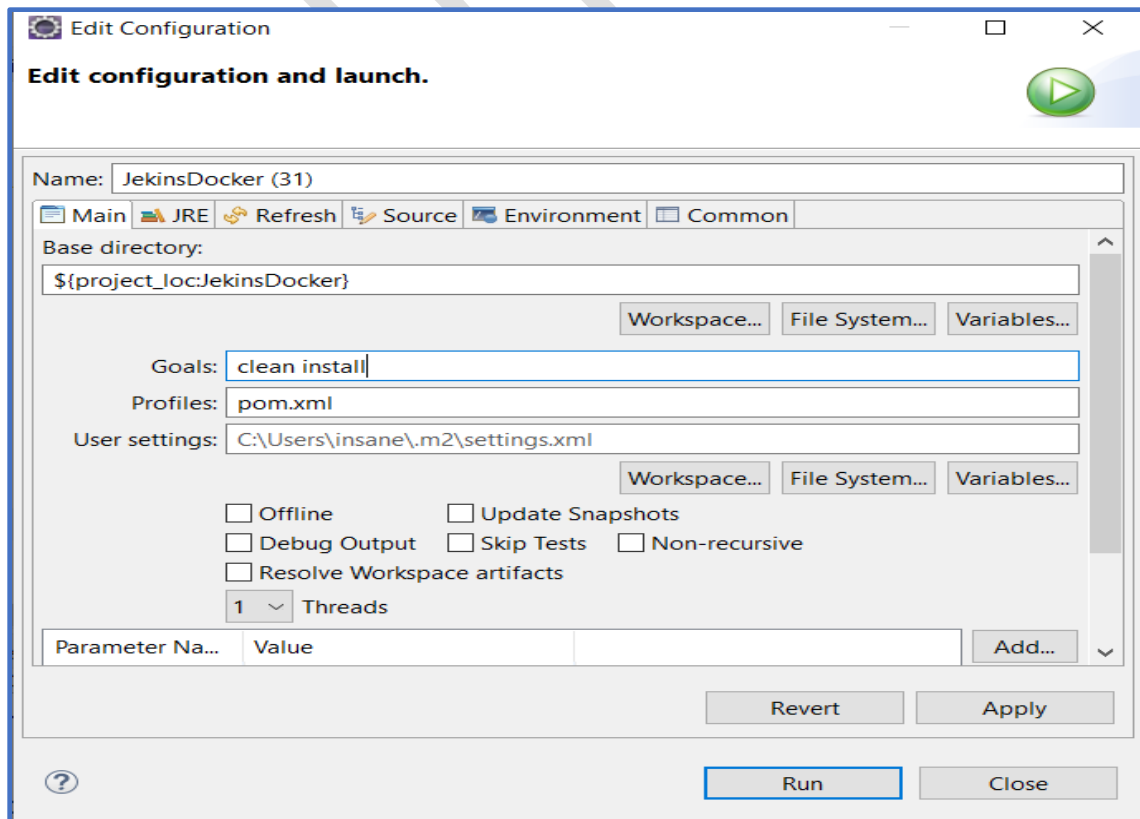 Edit Configuration
Edit configuration and launch.
Name: JekinsDocker (31)
Main JRE Refresh Source Environment Common
Base directory:
${project_loc:JekinsDocker}
Workspace... File System... Variables...
Goals: clean install
Profiles: pom.xml
User settings: C:\Users\insane\.m2\settings.xml
Workspace... File System... Variables...
Offline Update Snapshots
Debug Output Skip Tests Non-recursive
Resolve Workspace artifacts
1 Threads
Parameter Na... Value Add...
Revert Apply
? Run Close